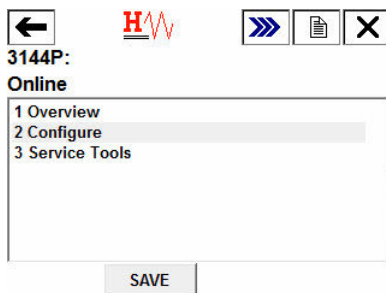 H
3144P:
Online
1 Overview
2 Configure
3 Service Tools
SAVE